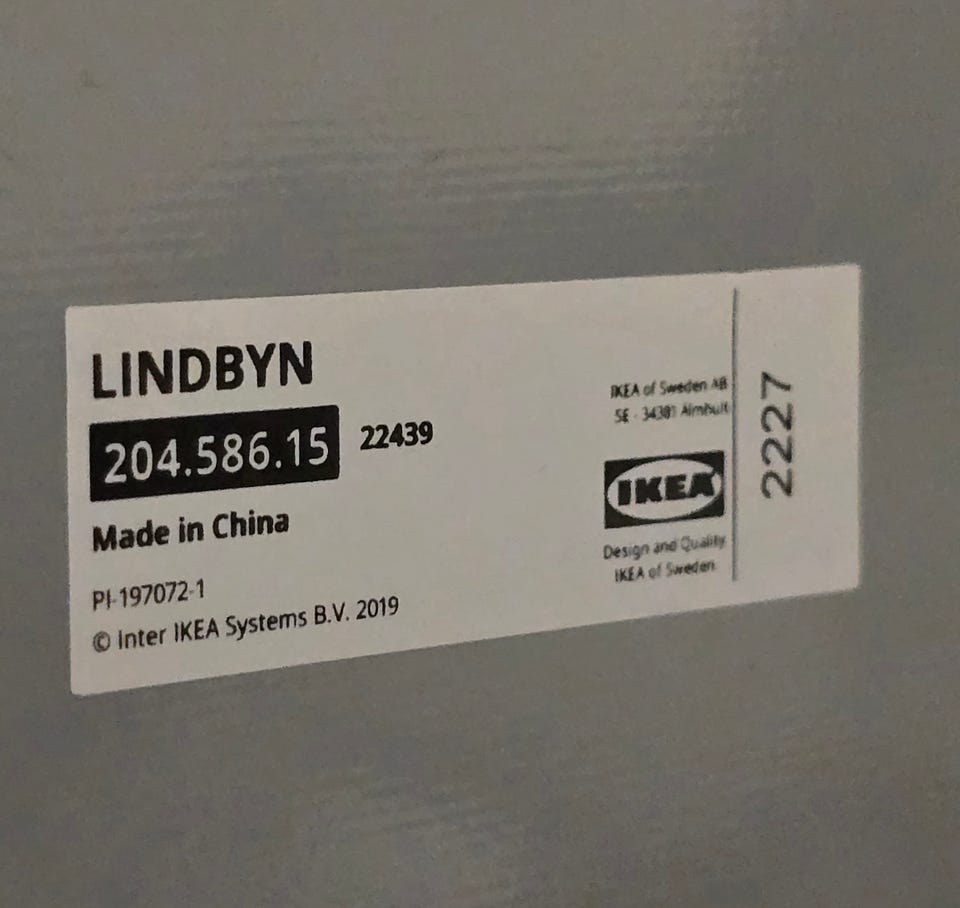 LINDBYN
204.586.15 22439
Made in China
PI-197072-1
© Inter IKEA Systems B.V. 2019
IKEA of Sweden AB
SE - 34381 Älmhult
IKEA
Design and Quality
IKEA of Sweden
2227